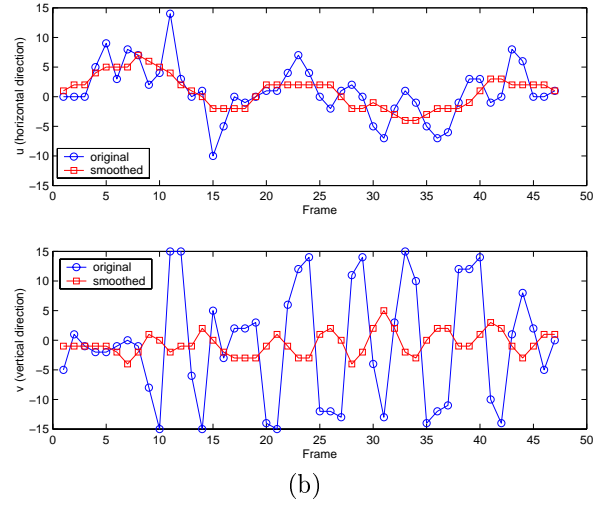 15
10
5
0
−5
−10
−15
u (horizontal direction)
original
smoothed
0 5 10 15 20 25 30 35 40 45 50
Frame
15
10
5
0
−5
−10
−15
v (vertical direction)
original
smoothed
0 5 10 15 20 25 30 35 40 45 50
Frame
(b)